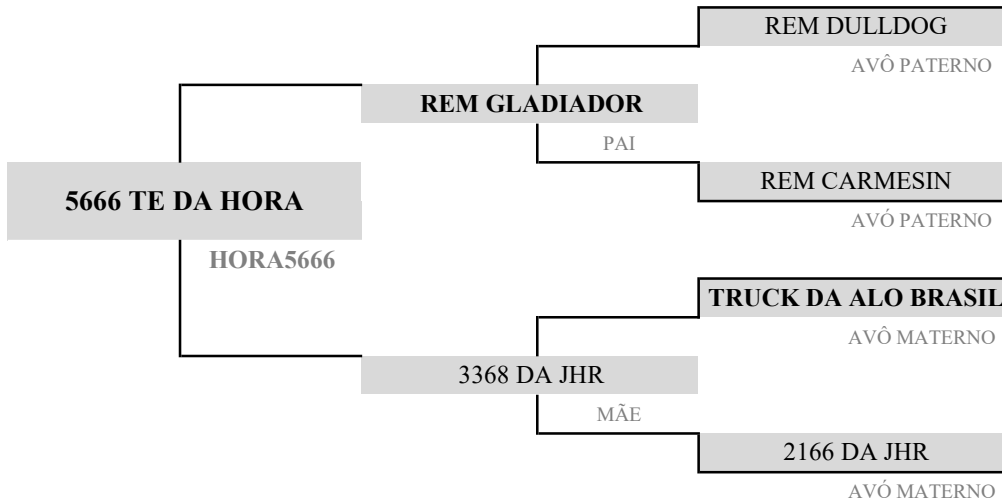 REM DULLDOG
AVÔ PATERNO
REM GLADIADOR
PAI
REM CARMESIN
AVÓ PATERNO
5666 TE DA HORA
HORA5666
TRUCK DA ALO BRASIL
AVÔ MATERNO
3368 DA JHR
MÃE
2166 DA JHR
AVÓ MATERNO